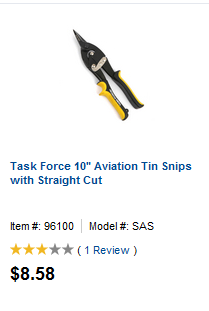 Task Force 10" Aviation Tin Snips
with Straight Cut
Item #: 96100 | Model #: SAS
( 1 Review )
$8.58